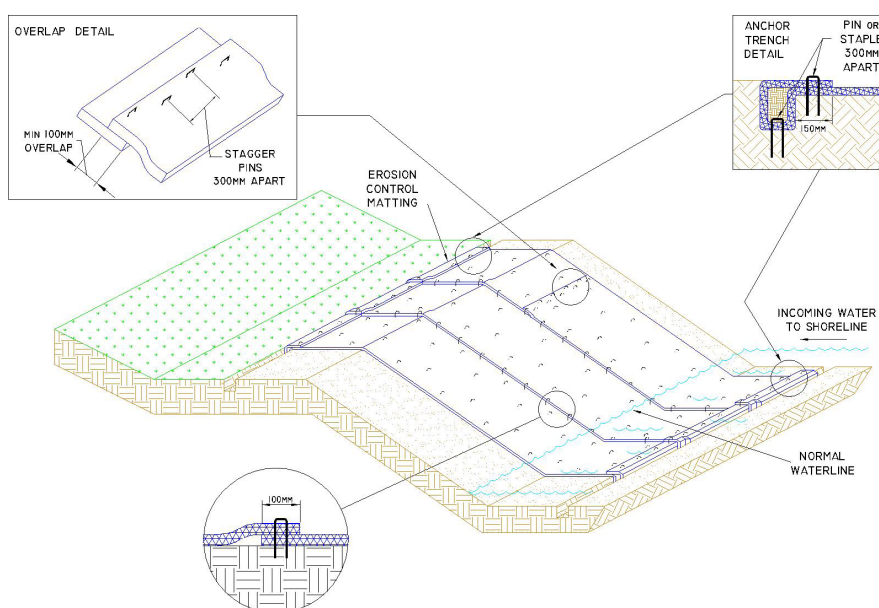 OVERLAP DETAIL
MIN 100MM
OVERLAP
STAGGER
PINS
300MM APART
ANCHOR
TRENCH
DETAIL
PIN OR
STAPLE
300MM
APART
150MM
EROSION
CONTROL
MATTING
INCOMING WATER
TO SHORELINE
NORMAL
WATERLINE
100MM